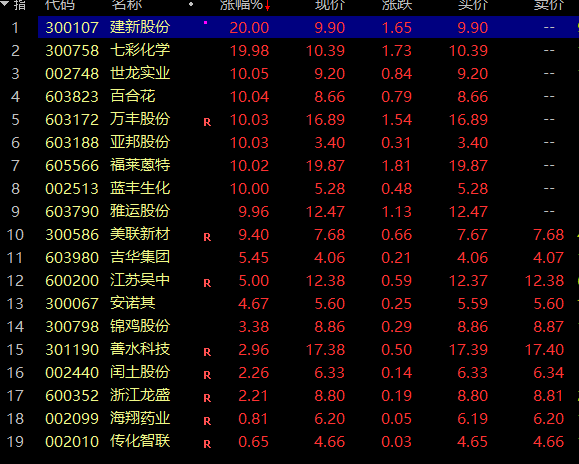 代码 名称 涨幅%↓ 现价 涨跌 买价 卖价
1 300107 建新股份 20.00 9.90 1.65 9.90 --
2 300758 七彩化学 19.98 10.39 1.73 10.39 --
3 002748 世龙实业 10.05 9.20 0.84 9.20 --
4 603823 百合花 10.04 8.66 0.79 8.66 --
5 603172 万丰股份 R 10.03 16.89 1.54 16.89 --
6 603188 亚邦股份 10.03 3.40 0.31 3.40 --
7 605566 福莱蒽特 10.02 19.87 1.81 19.87 --
8 002513 蓝丰生化 10.00 5.28 0.48 5.28 --
9 603790 雅运股份 9.96 12.47 1.13 12.47 --
10 300586 美联新材 R 9.40 7.68 0.66 7.67 7.68
11 603980 吉华集团 5.45 4.06 0.21 4.06 4.07
12 600200 江苏吴中 R 5.00 12.38 0.59 12.37 12.38
13 300067 安诺其 4.67 5.60 0.25 5.59 5.60
14 300798 锦鸡股份 3.38 8.86 0.29 8.86 8.87
15 301190 善水科技 R 2.96 17.38 0.50 17.39 17.40
16 002440 闰土股份 R 2.26 6.33 0.14 6.33 6.34
17 600352 浙江龙盛 R 2.21 8.80 0.19 8.80 8.81
18 002099 海翔药业 R 0.81 6.20 0.05 6.19 6.20
19 002010 传化智联 R 0.65 4.66 0.03 4.65 4.66